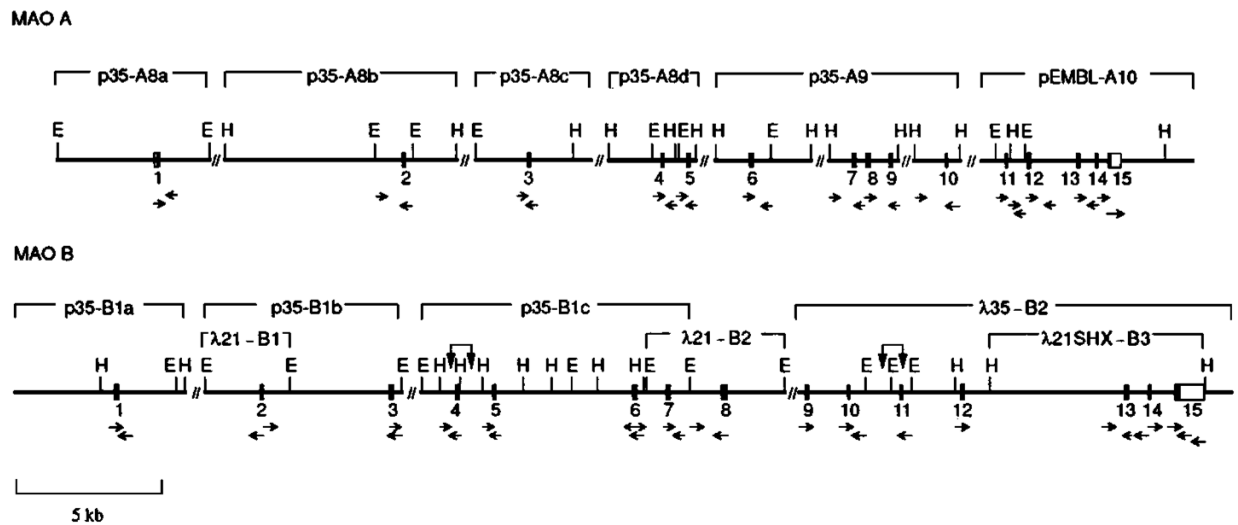 MAO A
p35-A8a p35-A8b p35-A8c p35-A8d p35-A9 pEMBL-A10
E E H E E H E H H E H E H H E H H H H H E H E H
1 2 3 4 5 6 7 8 9 10 11 12 13 14 15
MAO B
p35-B1a p35-B1b p35-B1c λ35-B2
λ21-B1 λ21-B2 λ21SHX-B3
H E H E E E E H H H H H E H H E E E E E E H H H
1 2 3 4 5 6 7 8 9 10 11 12 13 14 15
5 kb